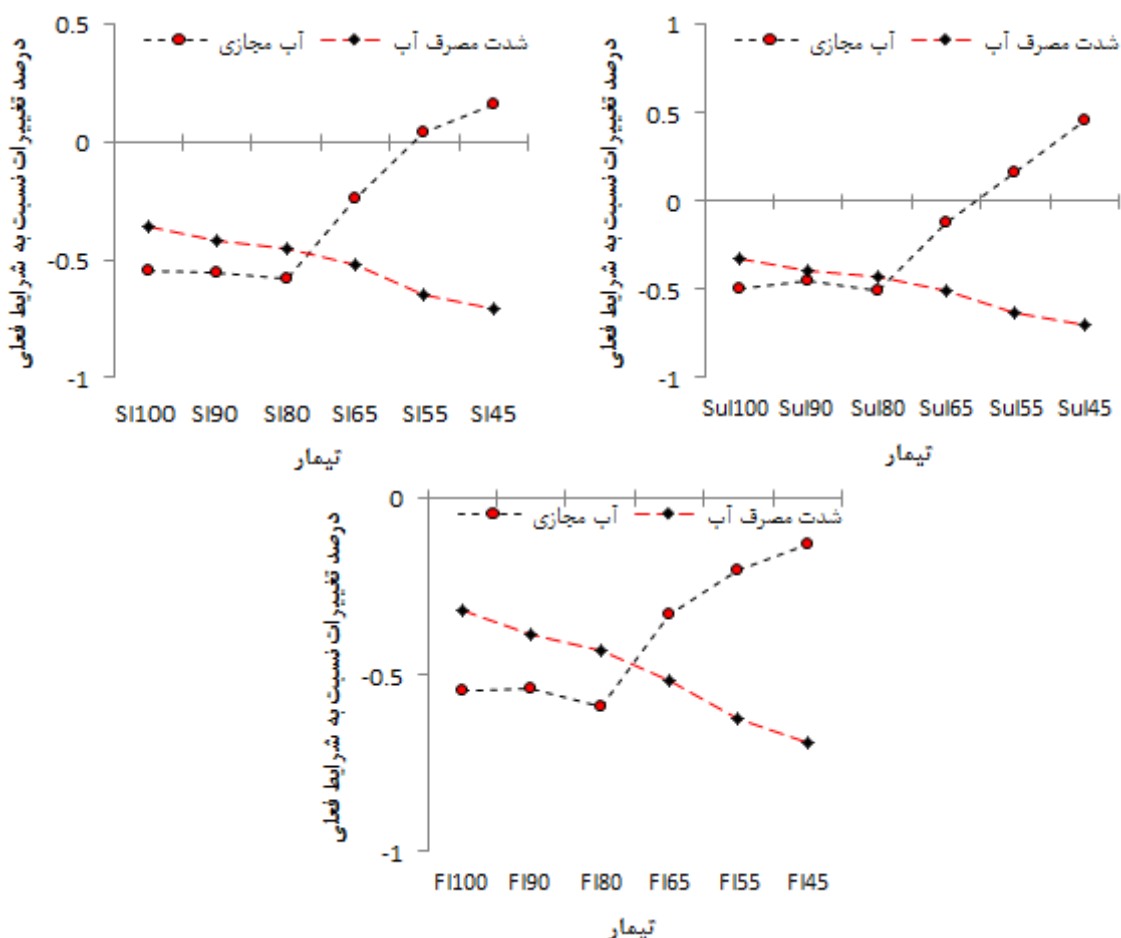 درصد تغییرات نسبت به شرایط فعلی
آب مجازی
شدت مصرف آب
0.5
0
-0.5
-1
SI100 SI90 SI80 SI65 SI55 SI45
تیمار
درصد تغییرات نسبت به شرایط فعلی
آب مجازی
شدت مصرف آب
1
0.5
0
-0.5
-1
SuI100 SuI90 SuI80 SuI65 SuI55 SuI45
تیمار
درصد تغییرات نسبت به شرایط فعلی
آب مجازی
شدت مصرف آب
0
-0.5
-1
FI100 FI90 FI80 FI65 FI55 FI45
تیمار